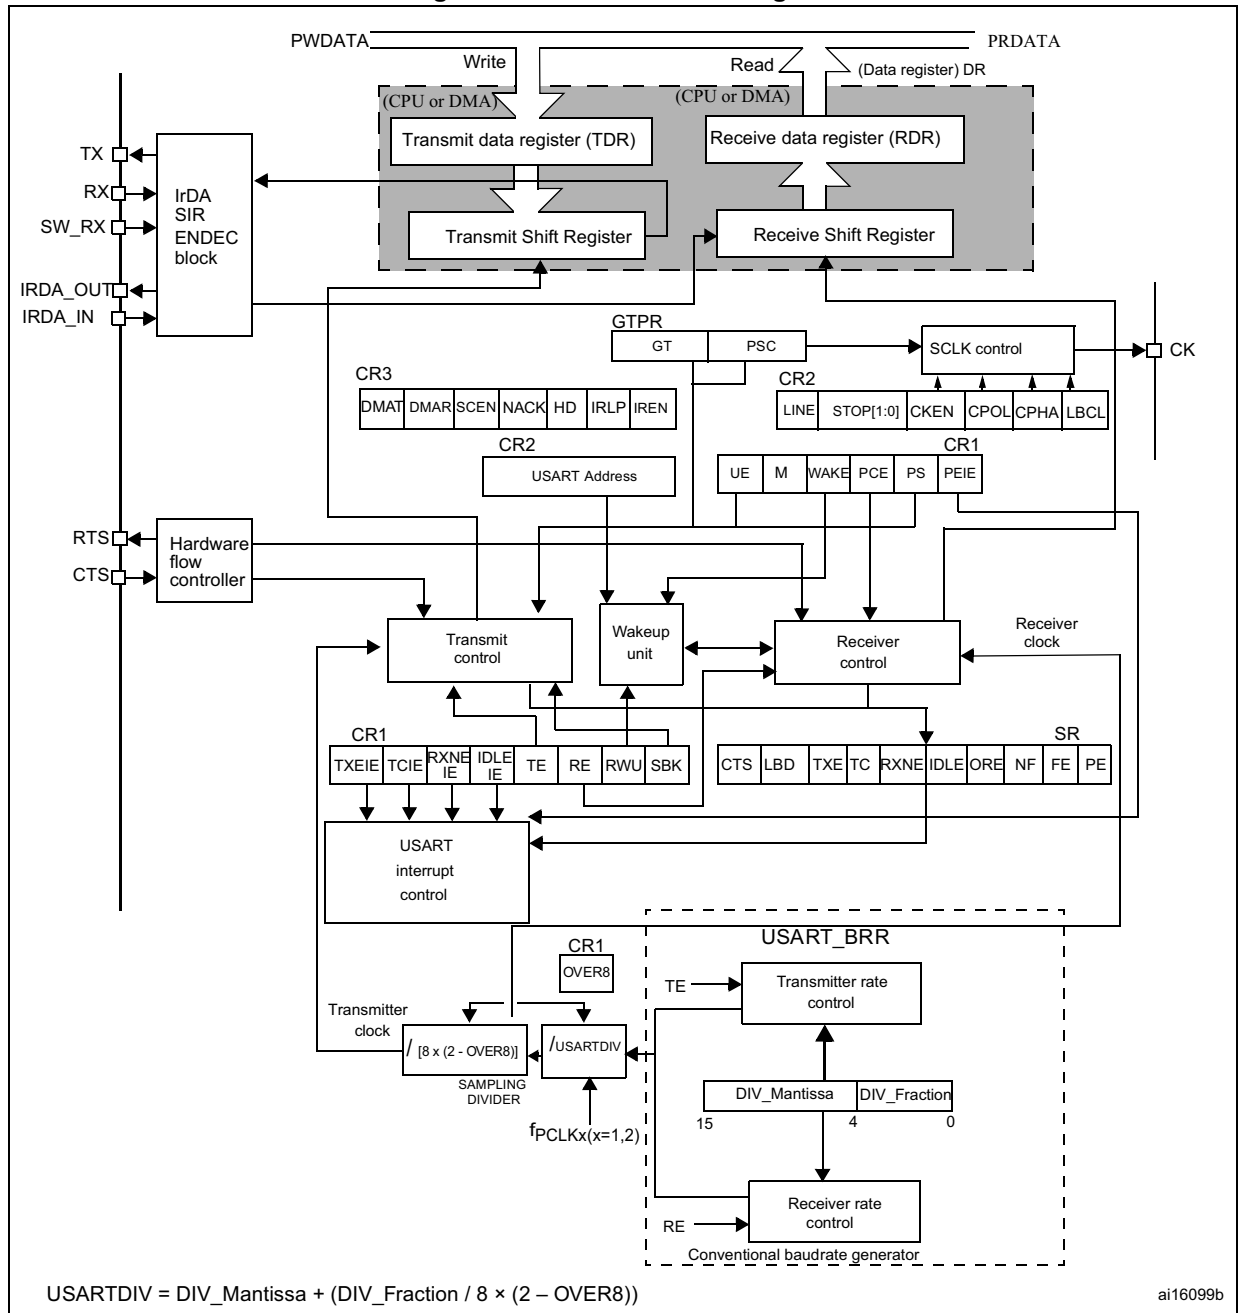 PWDATA
PRDATA
Write
Read
(Data register) DR
(CPU or DMA)
(CPU or DMA)
Transmit data register (TDR)
Receive data register (RDR)
TX
RX
SW_RX
IRDA_OUT
IRDA_IN
IrDA
SIR
ENDEC
block
Transmit Shift Register
Receive Shift Register
GTPR
GT
PSC
SCLK control
CK
CR3
DMAT DMAR SCEN NACK HD IRLP IREN
CR2
LINE STOP[1:0] CKEN CPOL CPHA LBCL
CR2
USART Address
CR1
UE M WAKE PCE PS PEIE
RTS
CTS
Hardware
flow
controller
Transmit
control
Wakeup
unit
Receiver
control
Receiver
clock
CR1
TXEIE TCIE RXNE IE IDLE IE TE RE RWU SBK
SR
CTS LBD TXE TC RXNE IDLE ORE NF FE PE
USART
interrupt
control
USART_BRR
CR1
OVER8
TE
Transmitter rate
control
Transmitter
clock
/ [8 x (2 - OVER8)]
/USARTDIV
SAMPLING
DIVIDER
fPCLKx(x=1,2)
DIV_Mantissa DIV_Fraction
15 4 0
RE
Receiver rate
control
Conventional baudrate generator
USARTDIV = DIV_Mantissa + (DIV_Fraction / 8 × (2 – OVER8))
ai16099b